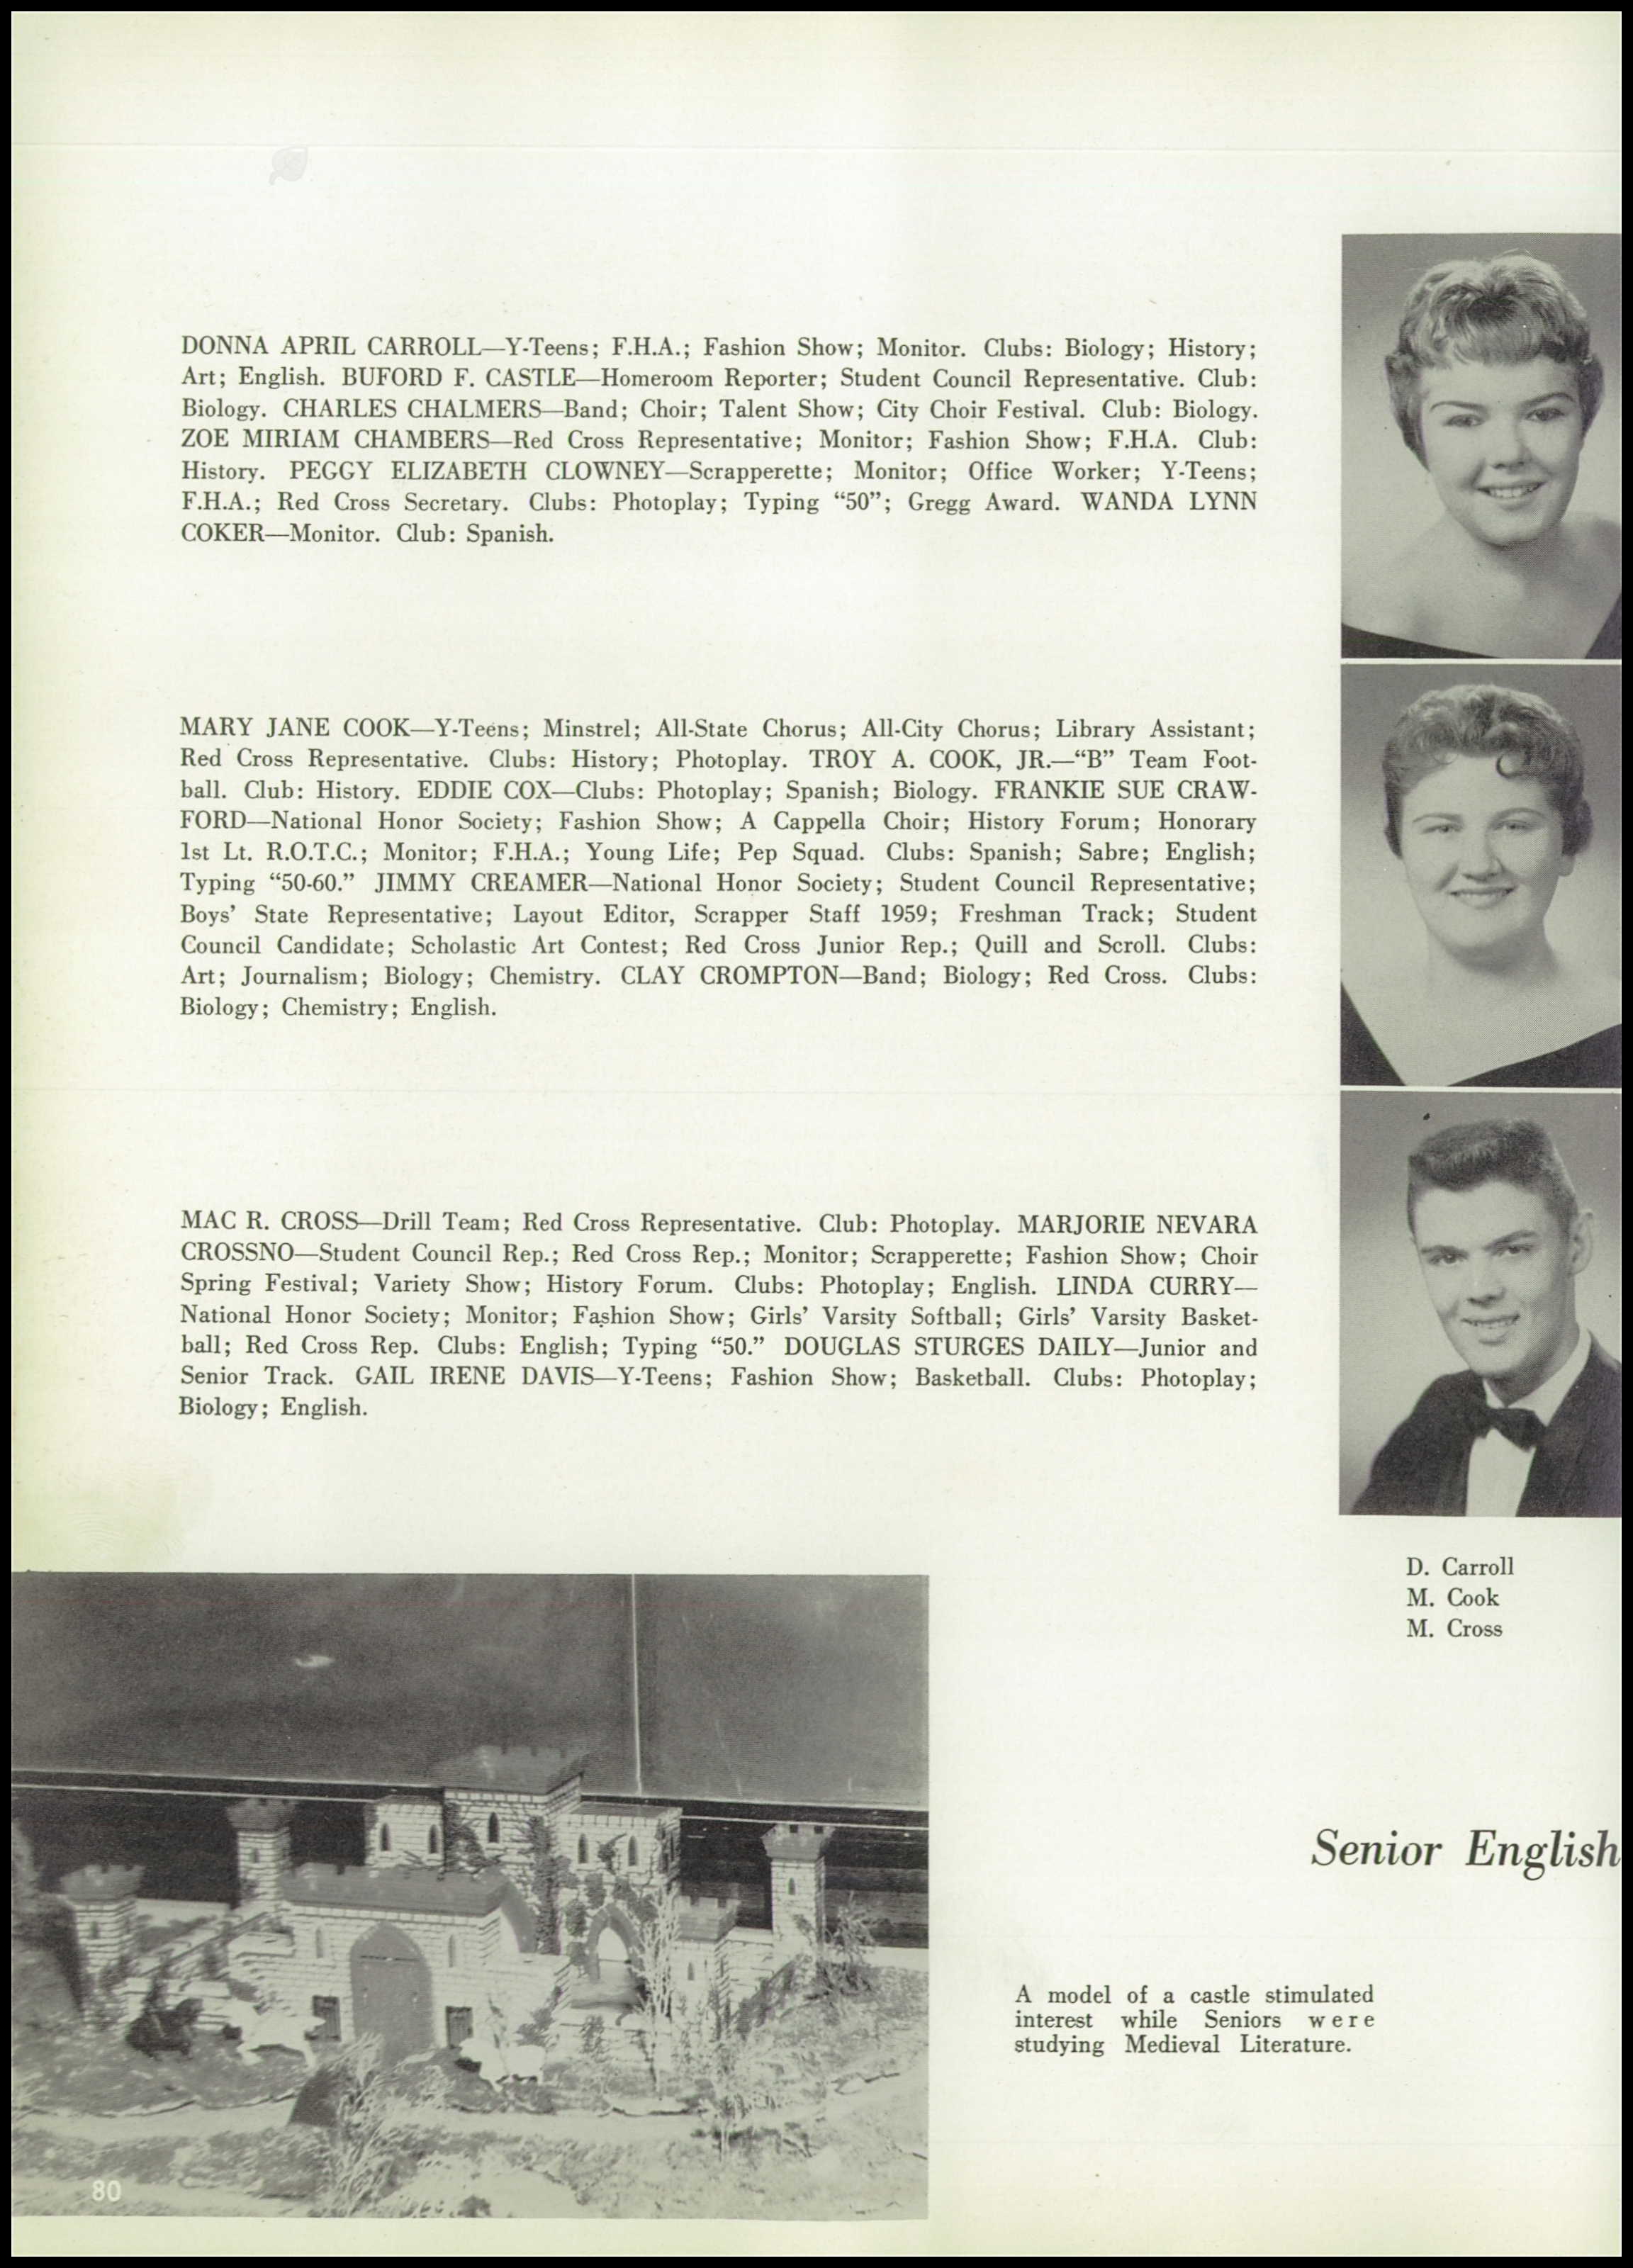 DONNA APRIL CARROLL—Y-Teens; F.H.A.; Fashion Show; Monitor. Clubs: Biology; History;
Art; English. BUFORD F. CASTLE—Homeroom Reporter; Student Council Representative. Club:
Biology. CHARLES CHALMERS—Band; Choir; Talent Show; City Choir Festival. Club: Biology.
ZOE MIRIAM CHAMBERS—Red Cross Representative; Monitor; Fashion Show; F.H.A. Club:
History. PEGGY ELIZABETH CLOWNEY—Scrapperette; Monitor; Office Worker; Y-Teens;
F.H.A.; Red Cross Secretary. Clubs: Photoplay; Typing “50”; Gregg Award. WANDA LYNN
COKER—Monitor. Club: Spanish.
MARY JANE COOK—Y-Teens; Minstrel; All-State Chorus; All-City Chorus; Library Assistant;
Red Cross Representative. Clubs: History; Photoplay. TROY A. COOK, JR.—“B” Team Foot-
ball. Club: History. EDDIE COX—Clubs: Photoplay; Spanish; Biology. FRANKIE SUE CRAW-
FORD—National Honor Society; Fashion Show; A Cappella Choir; History Forum; Honorary
1st Lt. R.O.T.C.; Monitor; F.H.A.; Young Life; Pep Squad. Clubs: Spanish; Sabre; English;
Typing “50-60.” JIMMY CREAMER—National Honor Society; Student Council Representative;
Boys’ State Representative; Layout Editor, Scrapper Staff 1959; Freshman Track; Student
Council Candidate; Scholastic Art Contest; Red Cross Junior Rep.; Quill and Scroll. Clubs:
Art; Journalism; Biology; Chemistry. CLAY CROMPTON—Band; Biology; Red Cross. Clubs:
Biology; Chemistry; English.
MAC R. CROSS—Drill Team; Red Cross Representative. Club: Photoplay. MARJORIE NEVARA
CROSSNO—Student Council Rep.; Red Cross Rep.; Monitor; Scrapperette; Fashion Show; Choir
Spring Festival; Variety Show; History Forum. Clubs: Photoplay; English. LINDA CURRY—
National Honor Society; Monitor; Fashion Show; Girls’ Varsity Softball; Girls’ Varsity Basket-
ball; Red Cross Rep. Clubs: English; Typing “50.” DOUGLAS STURGES DAILY—Junior and
Senior Track. GAIL IRENE DAVIS—Y-Teens; Fashion Show; Basketball. Clubs: Photoplay;
Biology; English.
D. Carroll
M. Cook
M. Cross
Senior English
A model of a castle stimulated
interest while Seniors were
studying Medieval Literature.
80